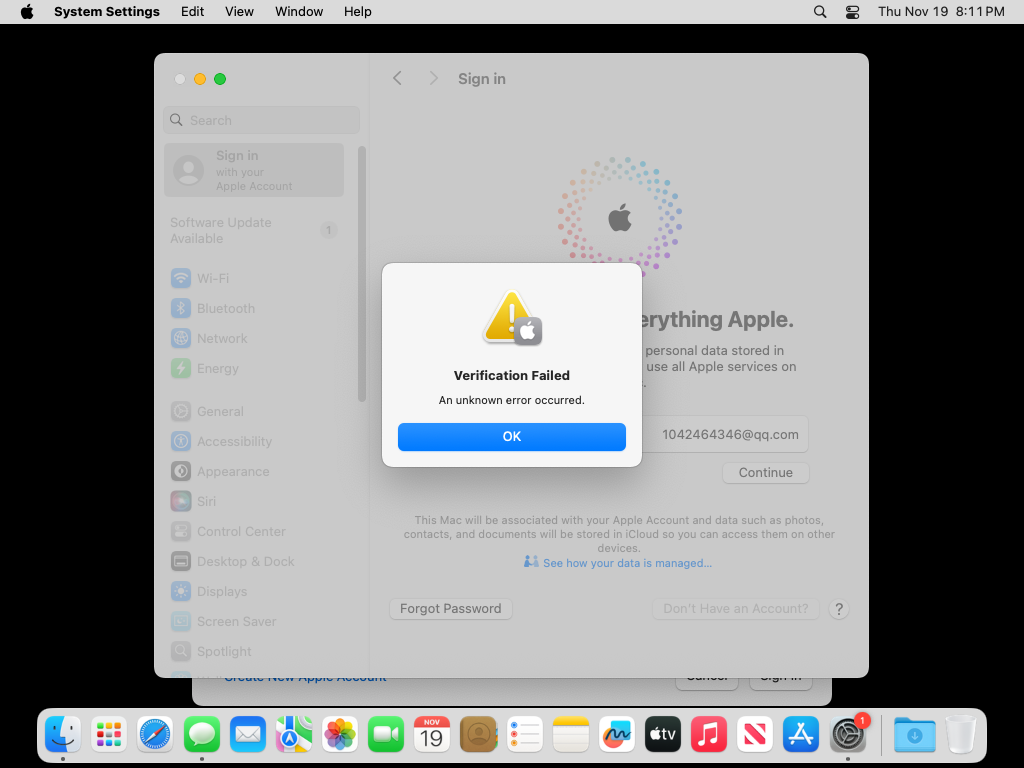 System Settings Edit View Window Help Thu Nov 19 8:11 PM
Sign in
Search
Sign in
with your
Apple Account
Software Update
Available
1
Wi-Fi
Bluetooth
Network
Energy
General
Accessibility
Appearance
Siri
Control Center
Desktop & Dock
Displays
Screen Saver
Spotlight
erything Apple.
personal data stored in
use all Apple services on
Verification Failed
An unknown error occurred.
OK
1042464346@qq.com
Continue
This Mac will be associated with your Apple Account and data such as photos,
contacts, and documents will be stored in iCloud so you can access them on other
devices.
See how your data is managed...
Forgot Password
Don't Have an Account?
?
Create New Apple Account
Cancel
Sign In
NOV
19
tv
1